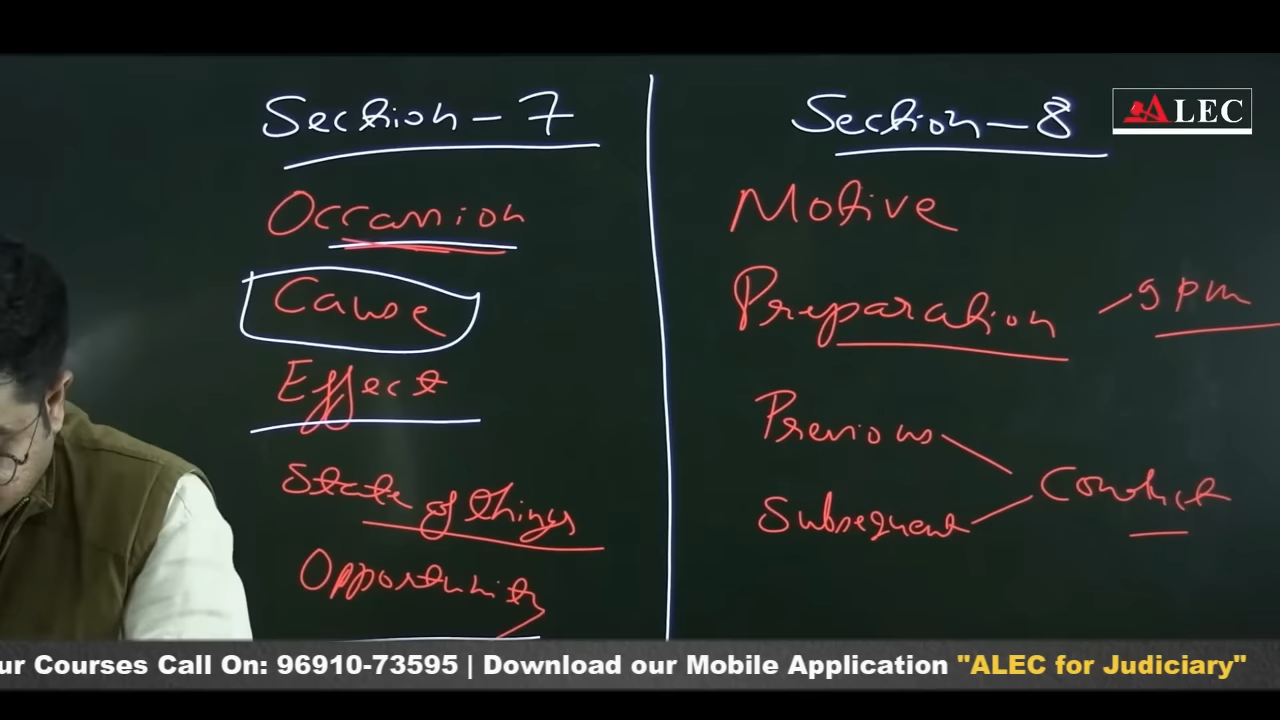 Section - 7
Occassion
Cause
Effect
State of things
Opportunity
Section - 8
Motive
Preparation - 9 pm
Previous
Subsequent
Conduct
ALEC
ur Courses Call On: 96910-73595 | Download our Mobile Application "ALEC for Judiciary"